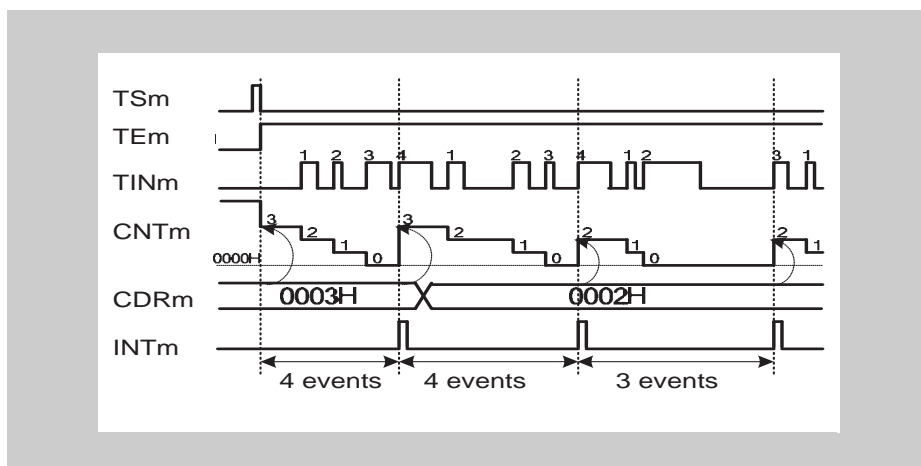 TSm
TEm
1 2 3 4 1 2 3 4 1 2 3 1
TINm
3 2 1 0 3 2 1 0 2 1 0 2 1
CNTm
0000H
CDRm 0003H 0002H
INTm
4 events 4 events 3 events